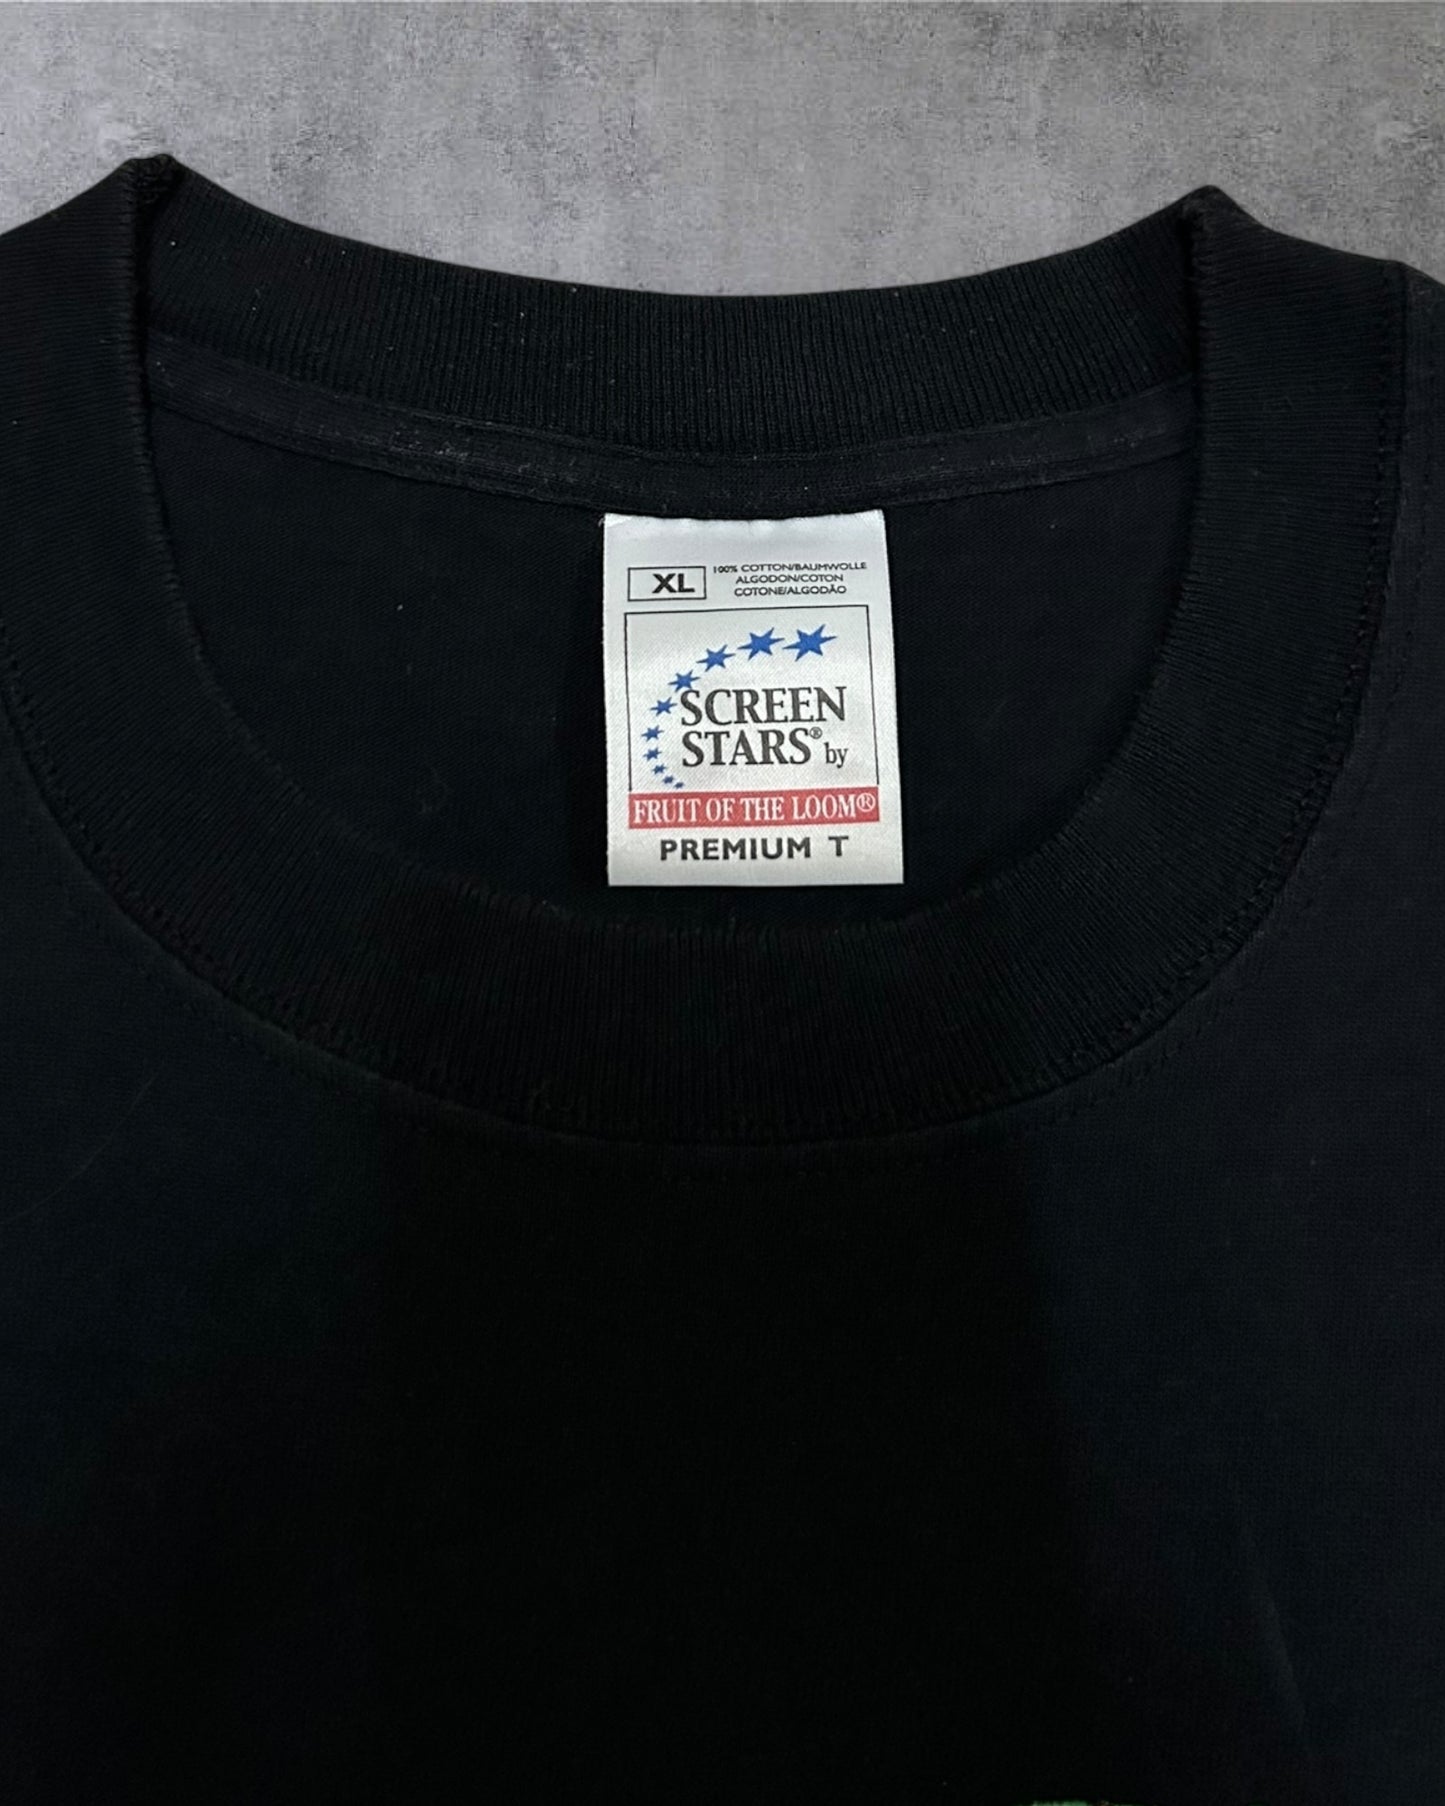 XL
100% COTTON/BAUMWOLLE
ALGODON/COTON
COTONE/ALGODÃO
SCREEN
STARS® by
FRUIT OF THE LOOM®
PREMIUM T